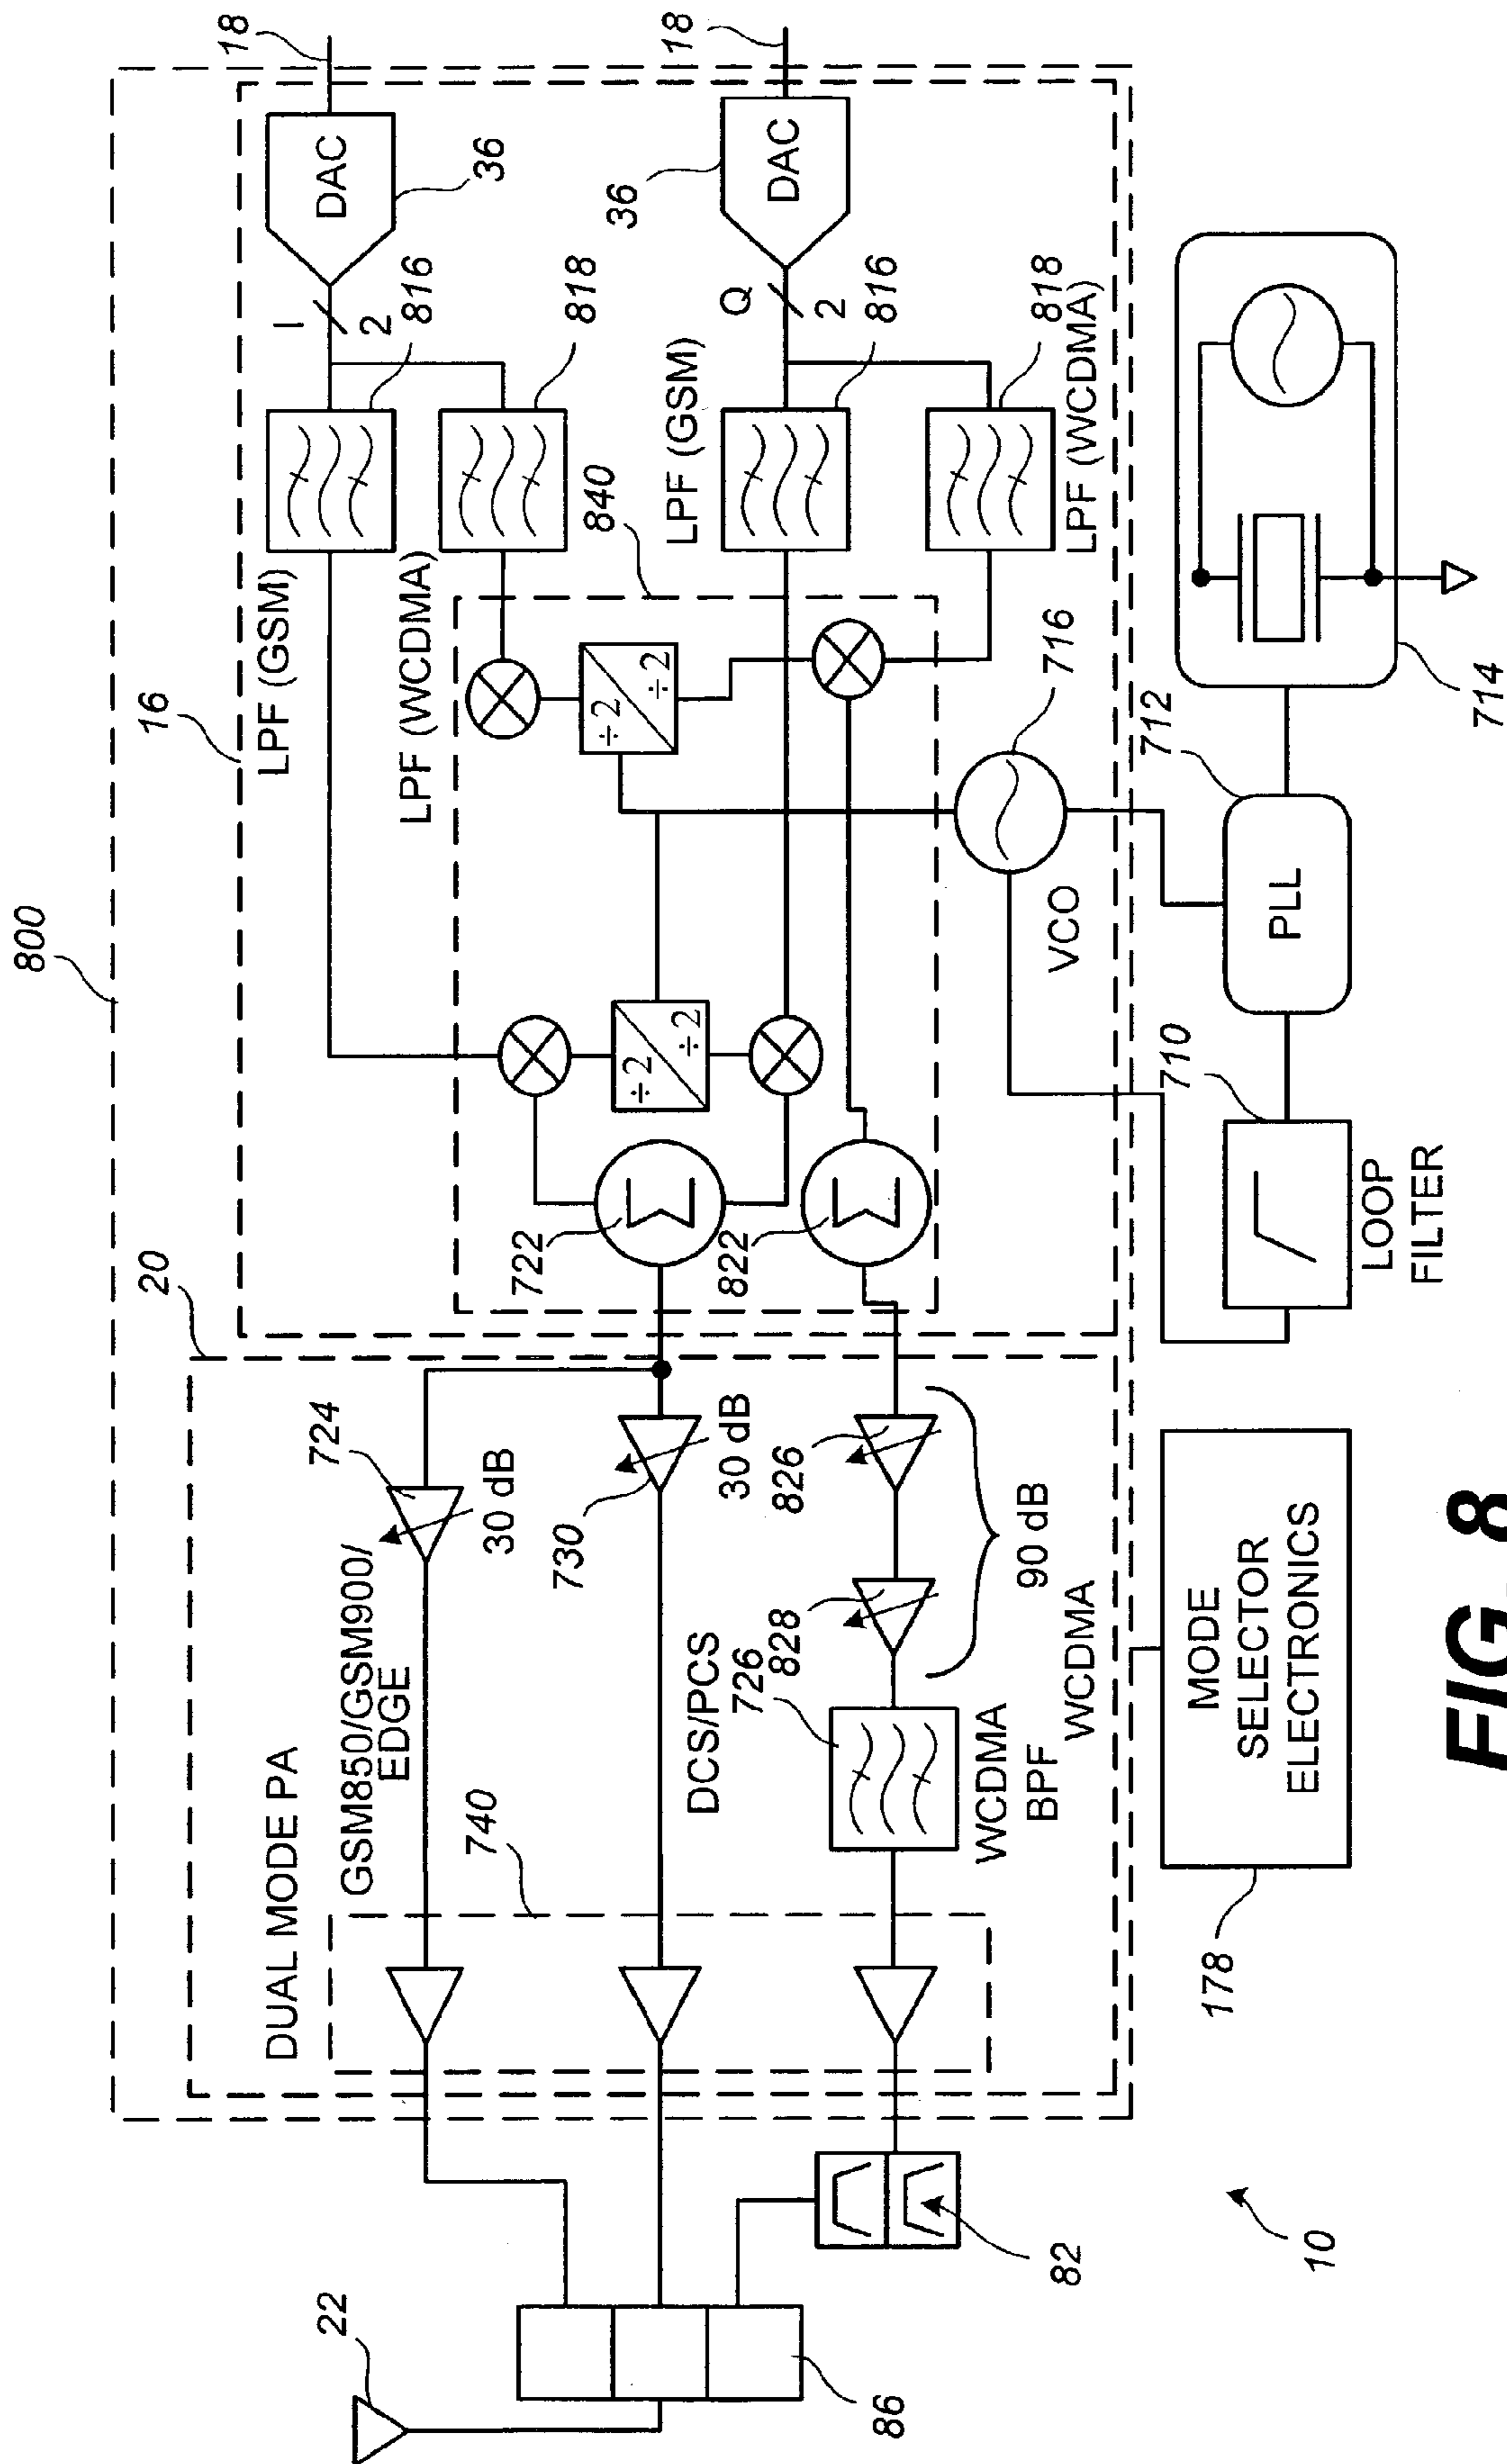 800
20
16
18
DAC
36
I
2
816
818
LPF (GSM)
LPF (WCDMA)
840
18
DAC
36
Q
2
816
LPF (GSM)
818
LPF (WCDMA)
÷2
÷2
÷2
÷2
716
VCO
722
Σ
822
Σ
DUAL MODE PA
GSM850/GSM900/
EDGE
724
30 dB
740
DCS/PCS
730
30 dB
826
828
90 dB
726
WCDMA
BPF
WCDMA
22
86
82
10
178
MODE
SELECTOR
ELECTRONICS
710
LOOP
FILTER
712
PLL
714
FIG. 8